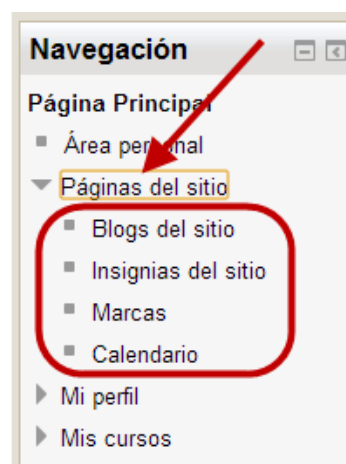 Navegación
Página Principal
Área personal
Páginas del sitio
Blogs del sitio
Insignias del sitio
Marcas
Calendario
Mi perfil
Mis cursos